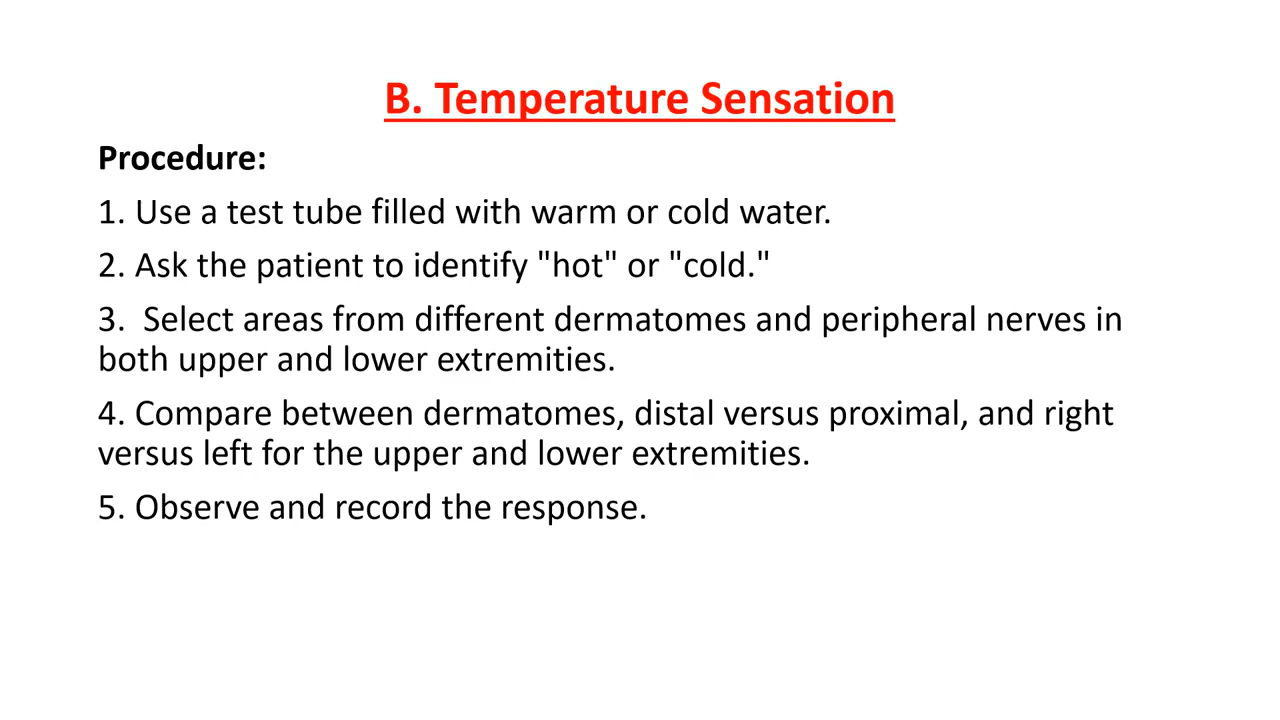 B. Temperature Sensation
Procedure:
1. Use a test tube filled with warm or cold water.
2. Ask the patient to identify "hot" or "cold."
3.  Select areas from different dermatomes and peripheral nerves in
both upper and lower extremities.
4. Compare between dermatomes, distal versus proximal, and right
versus left for the upper and lower extremities.
5. Observe and record the response.